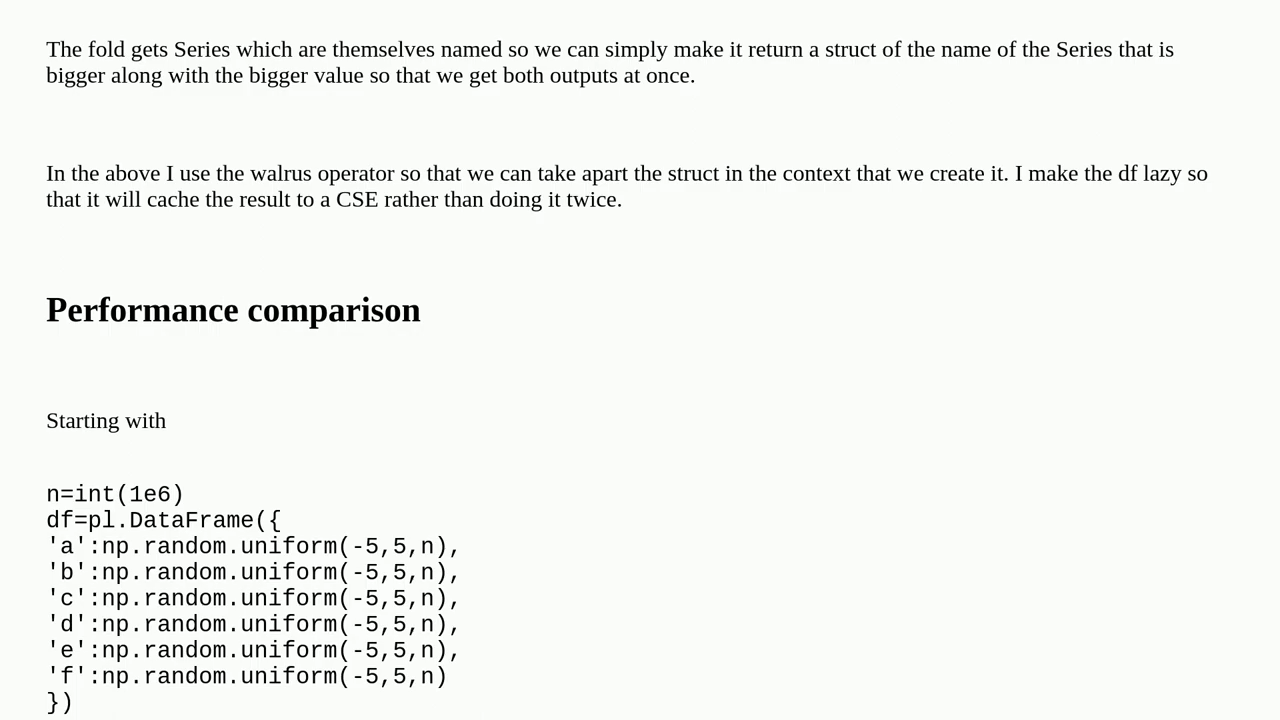 The fold gets Series which are themselves named so we can simply make it return a struct of the name of the Series that is
bigger along with the bigger value so that we get both outputs at once.
In the above I use the walrus operator so that we can take apart the struct in the context that we create it. I make the df lazy so
that it will cache the result to a CSE rather than doing it twice.
Performance comparison
Starting with
n=int(1e6)
df=pl.DataFrame({
'a':np.random.uniform(-5,5,n),
'b':np.random.uniform(-5,5,n),
'c':np.random.uniform(-5,5,n),
'd':np.random.uniform(-5,5,n),
'e':np.random.uniform(-5,5,n),
'f':np.random.uniform(-5,5,n)
})